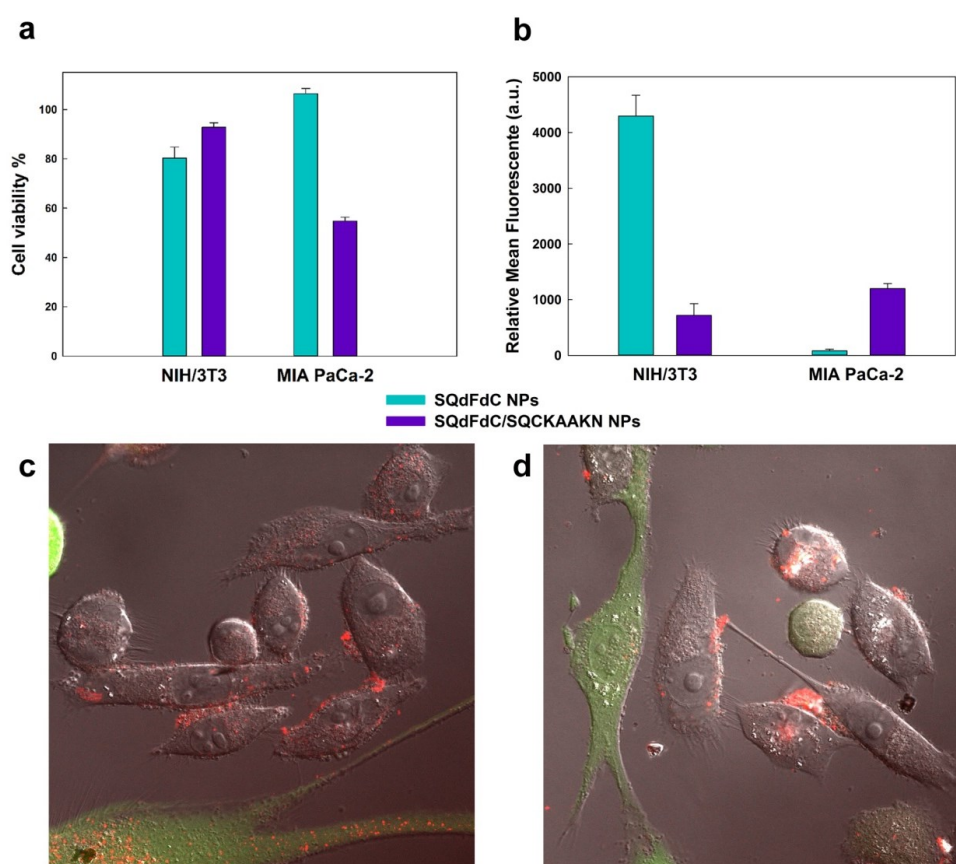 a
Cell viability %
100
80
60
40
20
0
NIH/3T3
MIA PaCa-2
b
Relative Mean Fluorescente (a.u.)
5000
4000
3000
2000
1000
0
NIH/3T3
MIA PaCa-2
SQdFdC NPs
SQdFdC/SQCKAAKN NPs
c
d